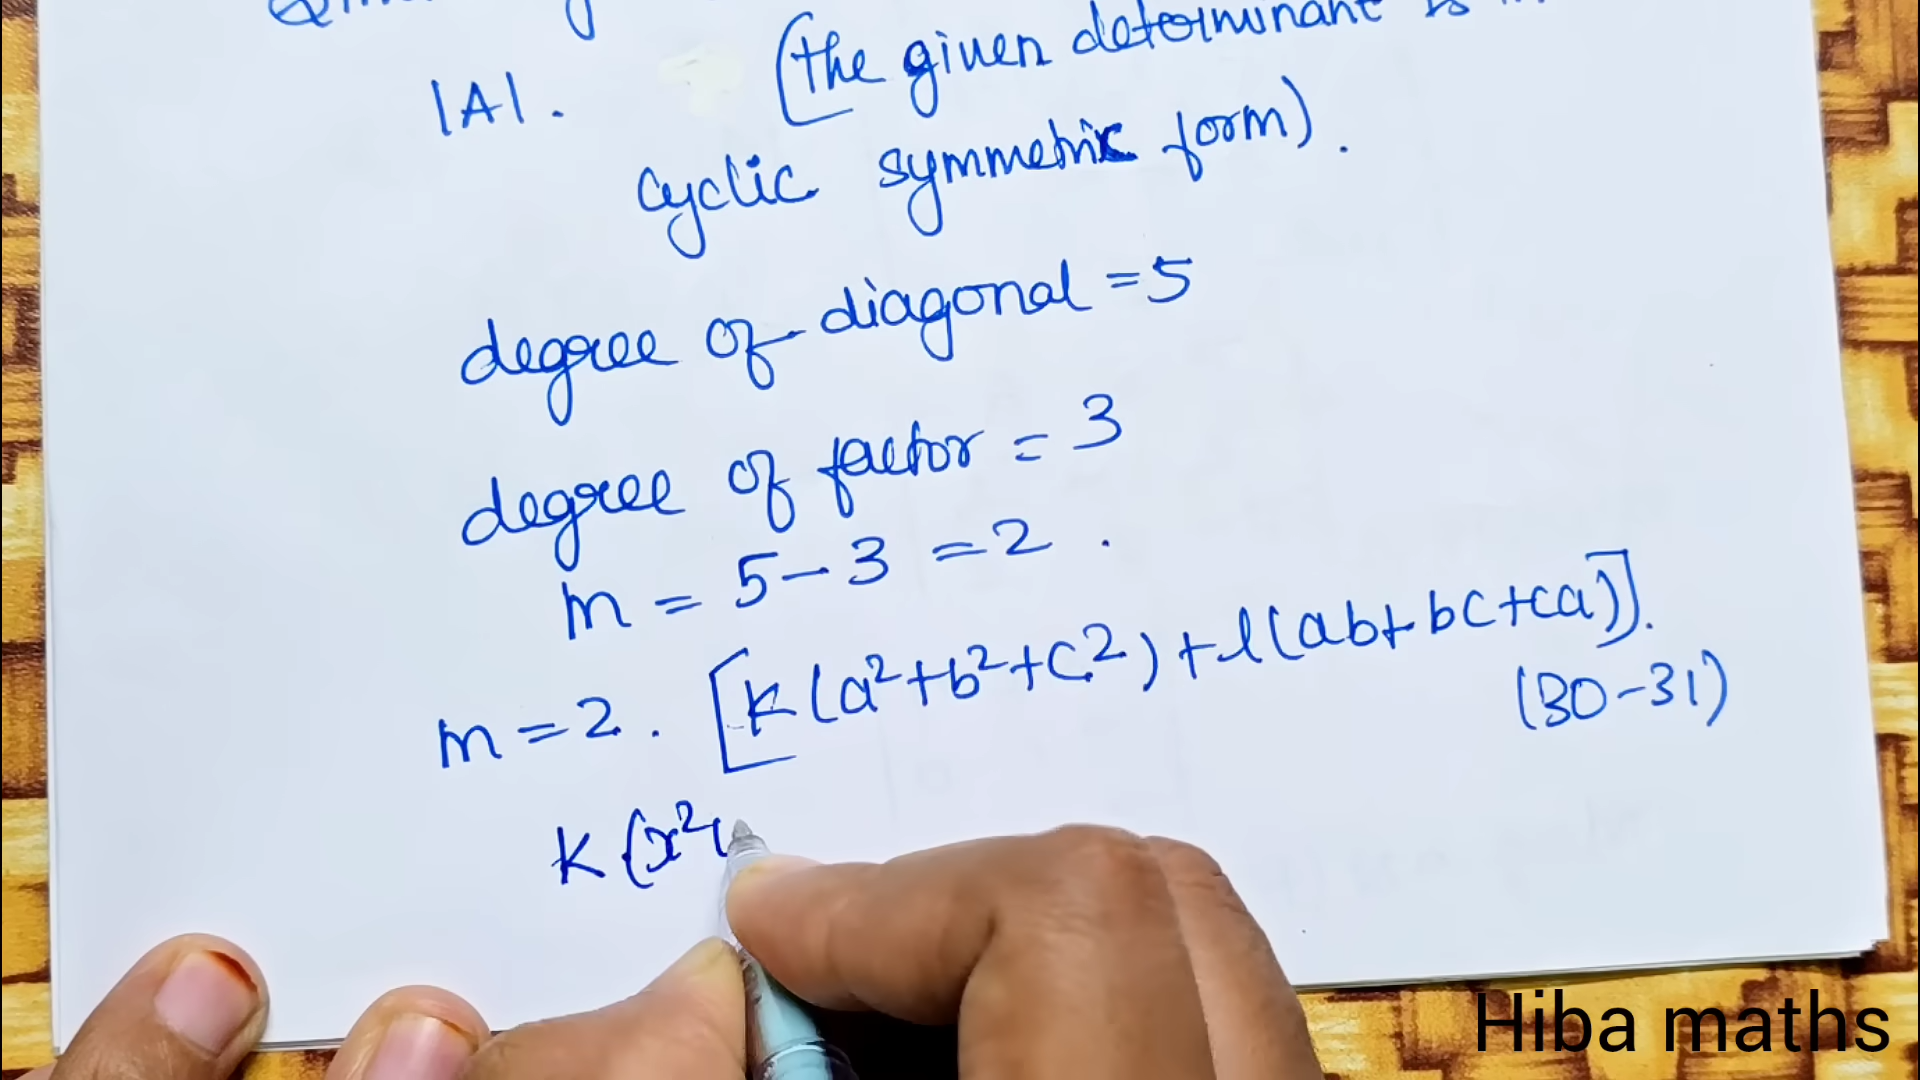 (the given determinant is
|A|.
cyclic symmetric form).
degree of diagonal = 5
degree of factor = 3
m = 5 - 3 = 2 .
m = 2 . [k(a²+b²+c²)+l(ab+bc+ca)].
(30-31)
k(x²
Hiba maths